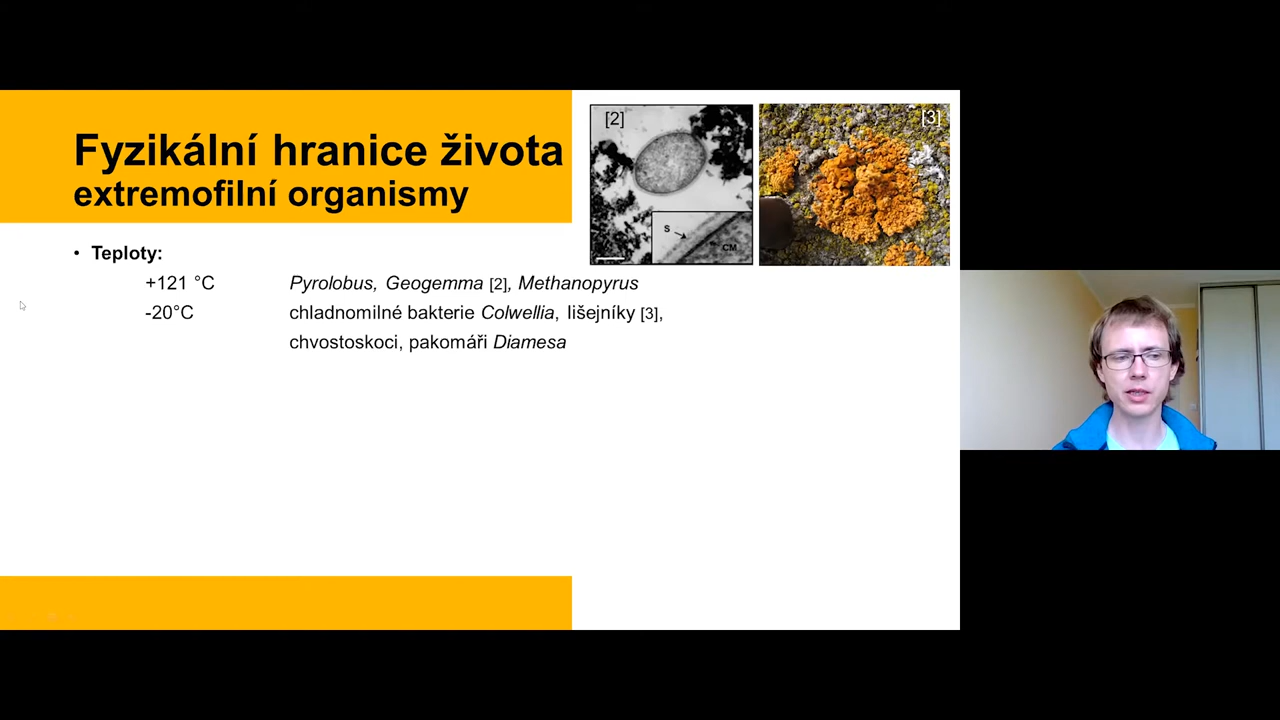 Fyzikální hranice života
extremofilní organismy
[2]
[3]
S
CM
• Teploty:
+121 °C Pyrolobus, Geogemma [2], Methanopyrus
-20°C chladnomilné bakterie Colwellia, lišejníky [3],
chvostoskoci, pakomáři Diamesa